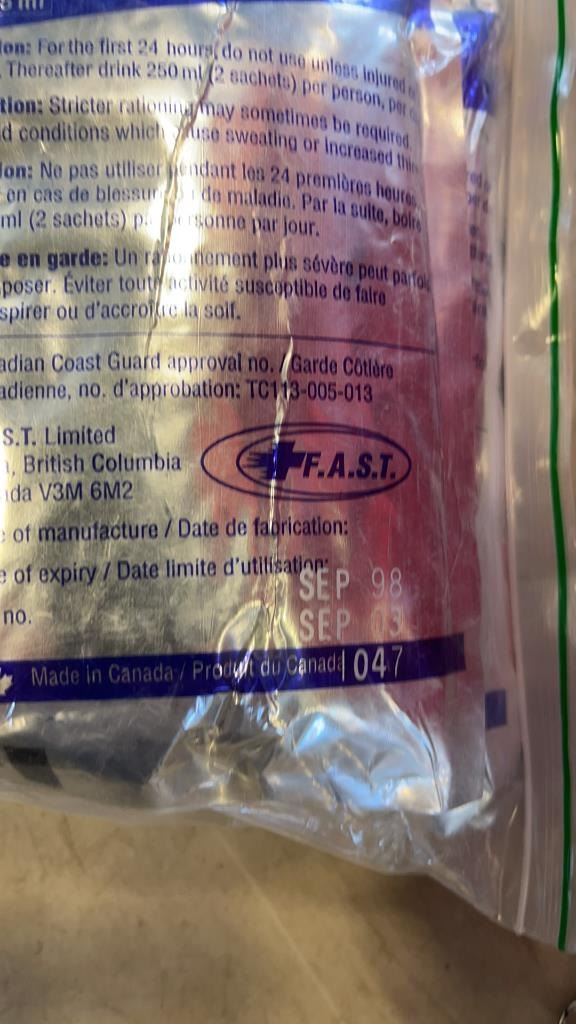 ml
ion: For the first 24 hours, do not use unless injured
. Thereafter drink 250 ml (2 sachets) per person, per
tion: Stricter rationing may sometimes be required
d conditions which cause sweating or increased
ion: Ne pas utiliser pendant les 24 premières heures
en cas de blessur de maladie. Par la suite, boire
ml (2 sachets) p personne par jour.
e en garde: Un rationnement plus sévère peut parfois
poser. Éviter toute activité susceptible de faire
spirer ou d'accroître la soif.
adian Coast Guard approval no. / Garde Côtière
adienne, no. d'approbation: TC113-005-013
S.T. Limited
, British Columbia
da V3M 6M2
F.A.S.T.
of manufacture / Date de fabrication:
e of expiry / Date limite d'utilisation:
SEP 98
no.
SEP 03
Made in Canada / Produit du Canada
047